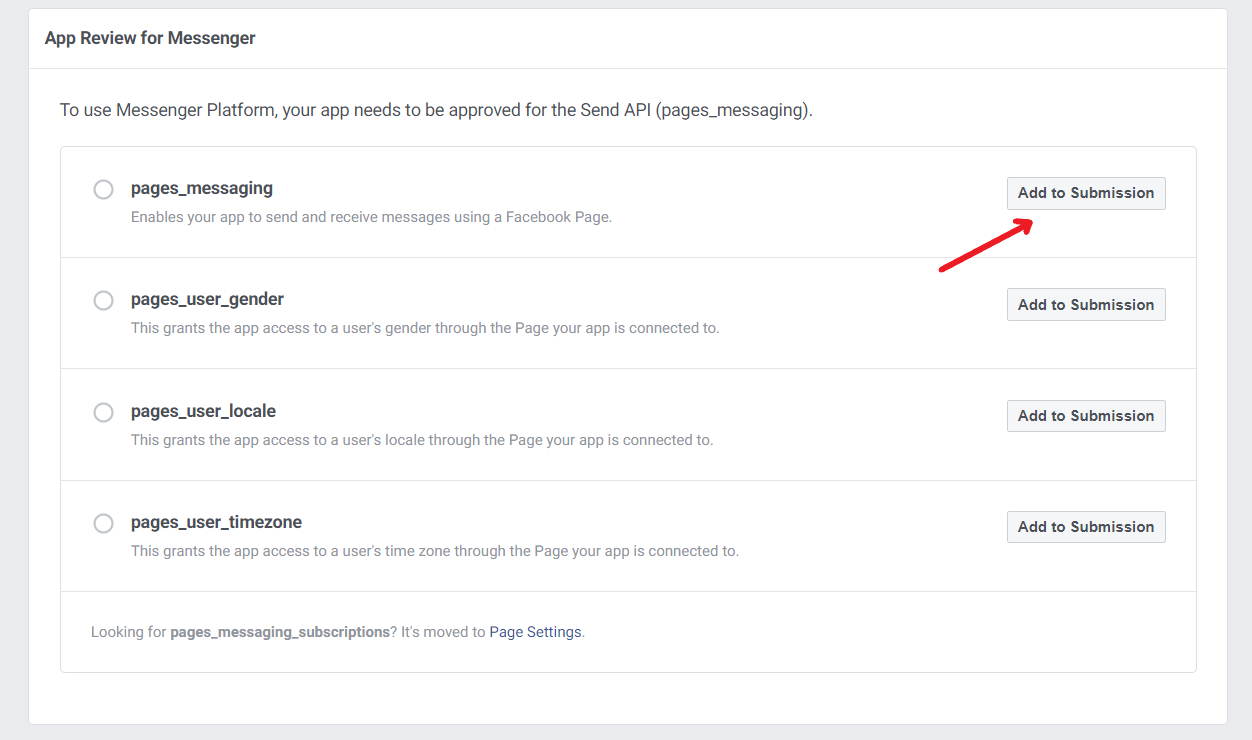 App Review for Messenger
To use Messenger Platform, your app needs to be approved for the Send API (pages_messaging).
pages_messaging
Add to Submission
Enables your app to send and receive messages using a Facebook Page.
pages_user_gender
Add to Submission
This grants the app access to a user's gender through the Page your app is connected to.
pages_user_locale
Add to Submission
This grants the app access to a user's locale through the Page your app is connected to.
pages_user_timezone
Add to Submission
This grants the app access to a user's time zone through the Page your app is connected to.
Looking for pages_messaging_subscriptions? It's moved to Page Settings.